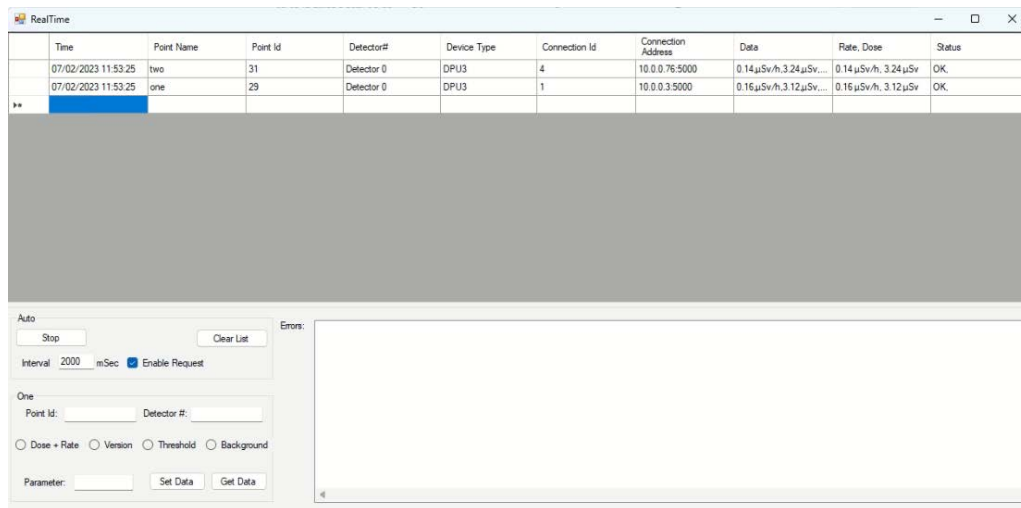 RealTime
Time Point Name Point Id Detector# Device Type Connection Id Connection Address Data Rate, Dose Status
07/02/2023 11:53:25 two 31 Detector 0 DPU3 4 10.0.0.76:5000 0.14µSv/h,3.24µSv,... 0.14 µSv/h, 3.24 µSv OK,
07/02/2023 11:53:25 one 29 Detector 0 DPU3 1 10.0.0.3:5000 0.16µSv/h,3.12µSv,... 0.16 µSv/h, 3.12 µSv OK,
Auto
Stop Clear List
Interval 2000 mSec Enable Request
Errors:
One
Point Id: Detector #:
Dose + Rate Version Threshold Background
Parameter: Set Data Get Data